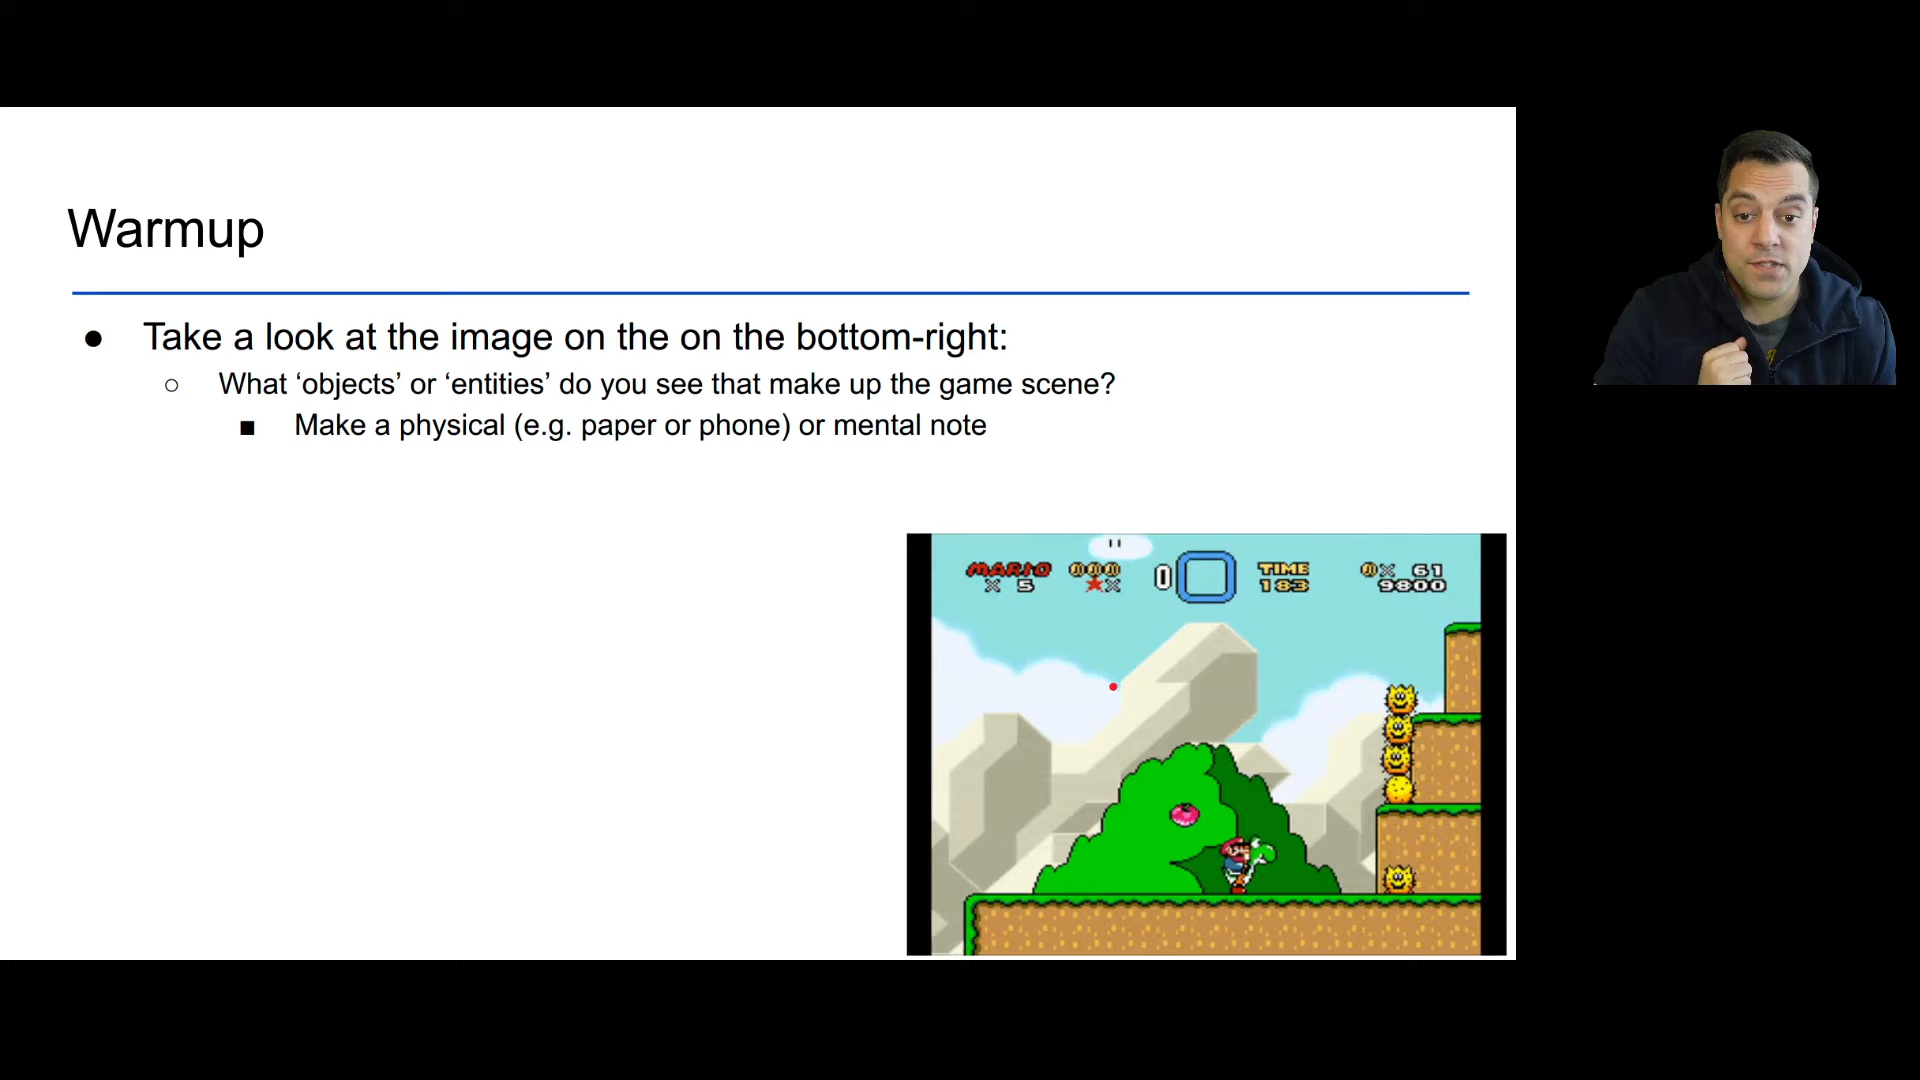 Warmup
● Take a look at the image on the on the bottom-right:
○ What ‘objects’ or ‘entities’ do you see that make up the game scene?
■ Make a physical (e.g. paper or phone) or mental note
MARIO 0 TIME X 61
X 5 X 183 9800